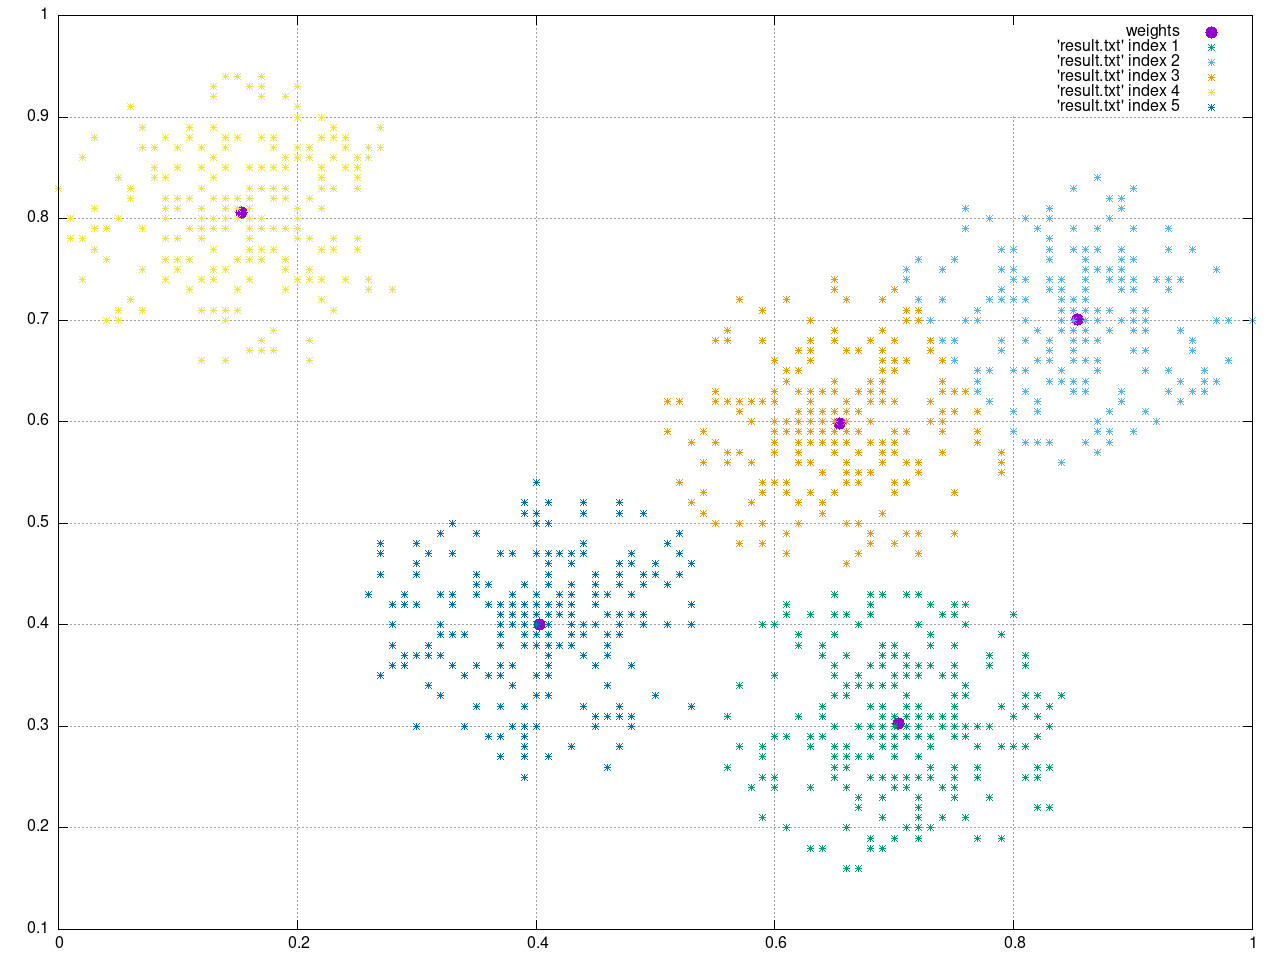 1
0.9
0.8
0.7
0.6
0.5
0.4
0.3
0.2
0.1
0 0.2 0.4 0.6 0.8 1
weights
'result.txt' index 1
'result.txt' index 2
'result.txt' index 3
'result.txt' index 4
'result.txt' index 5